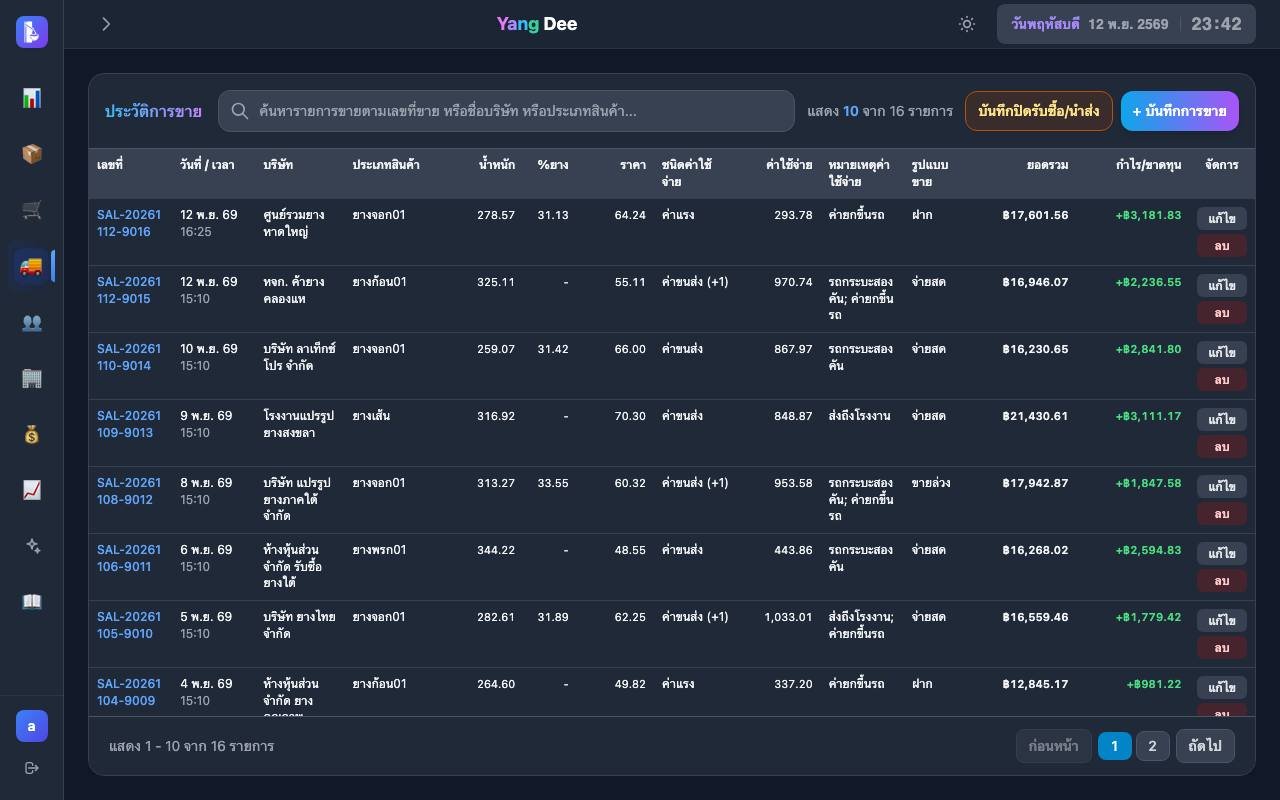 Yang Dee
วันพฤหัสบดี 12 พ.ย. 2569 23:42
ประวัติการขาย
ค้นหารายการขายตามเลขที่ขาย หรือชื่อบริษัท หรือประเภทสินค้า...
แสดง 10 จาก 16 รายการ
บันทึกปิดรับซื้อ/นำส่ง
+ บันทึกการขาย
เลขที่ วันที่ / เวลา บริษัท ประเภทสินค้า น้ำหนัก %ยาง ราคา ชนิดค่าใช้ ค่าใช้จ่าย หมายเหตุค่า รูปแบบ ยอดรวม กำไร/ขาดทุน จัดการ
จ่าย ใช้จ่าย ขาย
SAL-20261 12 พ.ย. 69 ศูนย์รวมยาง ยางจอก01 278.57 31.13 64.24 ค่าแรง 293.78 ค่ายกขึ้นรถ ฝาก ฿17,601.56 +฿3,181.83 แก้ไข
112-9016 16:25 หาดใหญ่ ลบ
SAL-20261 12 พ.ย. 69 หจก. ค้ายาง ยางก้อน01 325.11 - 55.11 ค่าขนส่ง (+1) 970.74 รถกระบะสอง จ่ายสด ฿16,946.07 +฿2,236.55 แก้ไข
112-9015 15:10 คลองแห คัน; ค่ายกขึ้น
รถ ลบ
SAL-20261 10 พ.ย. 69 บริษัท ลาเท็กซ์ ยางจอก01 259.07 31.42 66.00 ค่าขนส่ง 867.97 รถกระบะสอง จ่ายสด ฿16,230.65 +฿2,841.80 แก้ไข
110-9014 15:10 โปร จำกัด คัน ลบ
SAL-20261 9 พ.ย. 69 โรงงานแปรรูป ยางเส้น 316.92 - 70.30 ค่าขนส่ง 848.87 ส่งถึงโรงงาน จ่ายสด ฿21,430.61 +฿3,111.17 แก้ไข
109-9013 15:10 ยางสงขลา ลบ
SAL-20261 8 พ.ย. 69 บริษัท แปรรูป ยางจอก01 313.27 33.55 60.32 ค่าขนส่ง (+1) 953.58 รถกระบะสอง ขายล่วง ฿17,942.87 +฿1,847.58 แก้ไข
108-9012 15:10 ยางภาคใต้ คัน; ค่ายกขึ้น
จำกัด รถ ลบ
SAL-20261 6 พ.ย. 69 ห้างหุ้นส่วน ยางพรก01 344.22 - 48.55 ค่าขนส่ง 443.86 รถกระบะสอง จ่ายสด ฿16,268.02 +฿2,594.83 แก้ไข
106-9011 15:10 จำกัด รับซื้อ คัน
ยางใต้ ลบ
SAL-20261 5 พ.ย. 69 บริษัท ยางไทย ยางจอก01 282.61 31.89 62.25 ค่าขนส่ง (+1) 1,033.01 ส่งถึงโรงงาน; จ่ายสด ฿16,559.46 +฿1,779.42 แก้ไข
105-9010 15:10 จำกัด ค่ายกขึ้นรถ ลบ
SAL-20261 4 พ.ย. 69 ห้างหุ้นส่วน ยางก้อน01 264.60 - 49.82 ค่าแรง 337.20 ค่ายกขึ้นรถ ฝาก ฿12,845.17 +฿981.22 แก้ไข
104-9009 15:10 จำกัด ยาง ลบ
แสดง 1 - 10 จาก 16 รายการ
ก่อนหน้า 1 2 ถัดไป
a